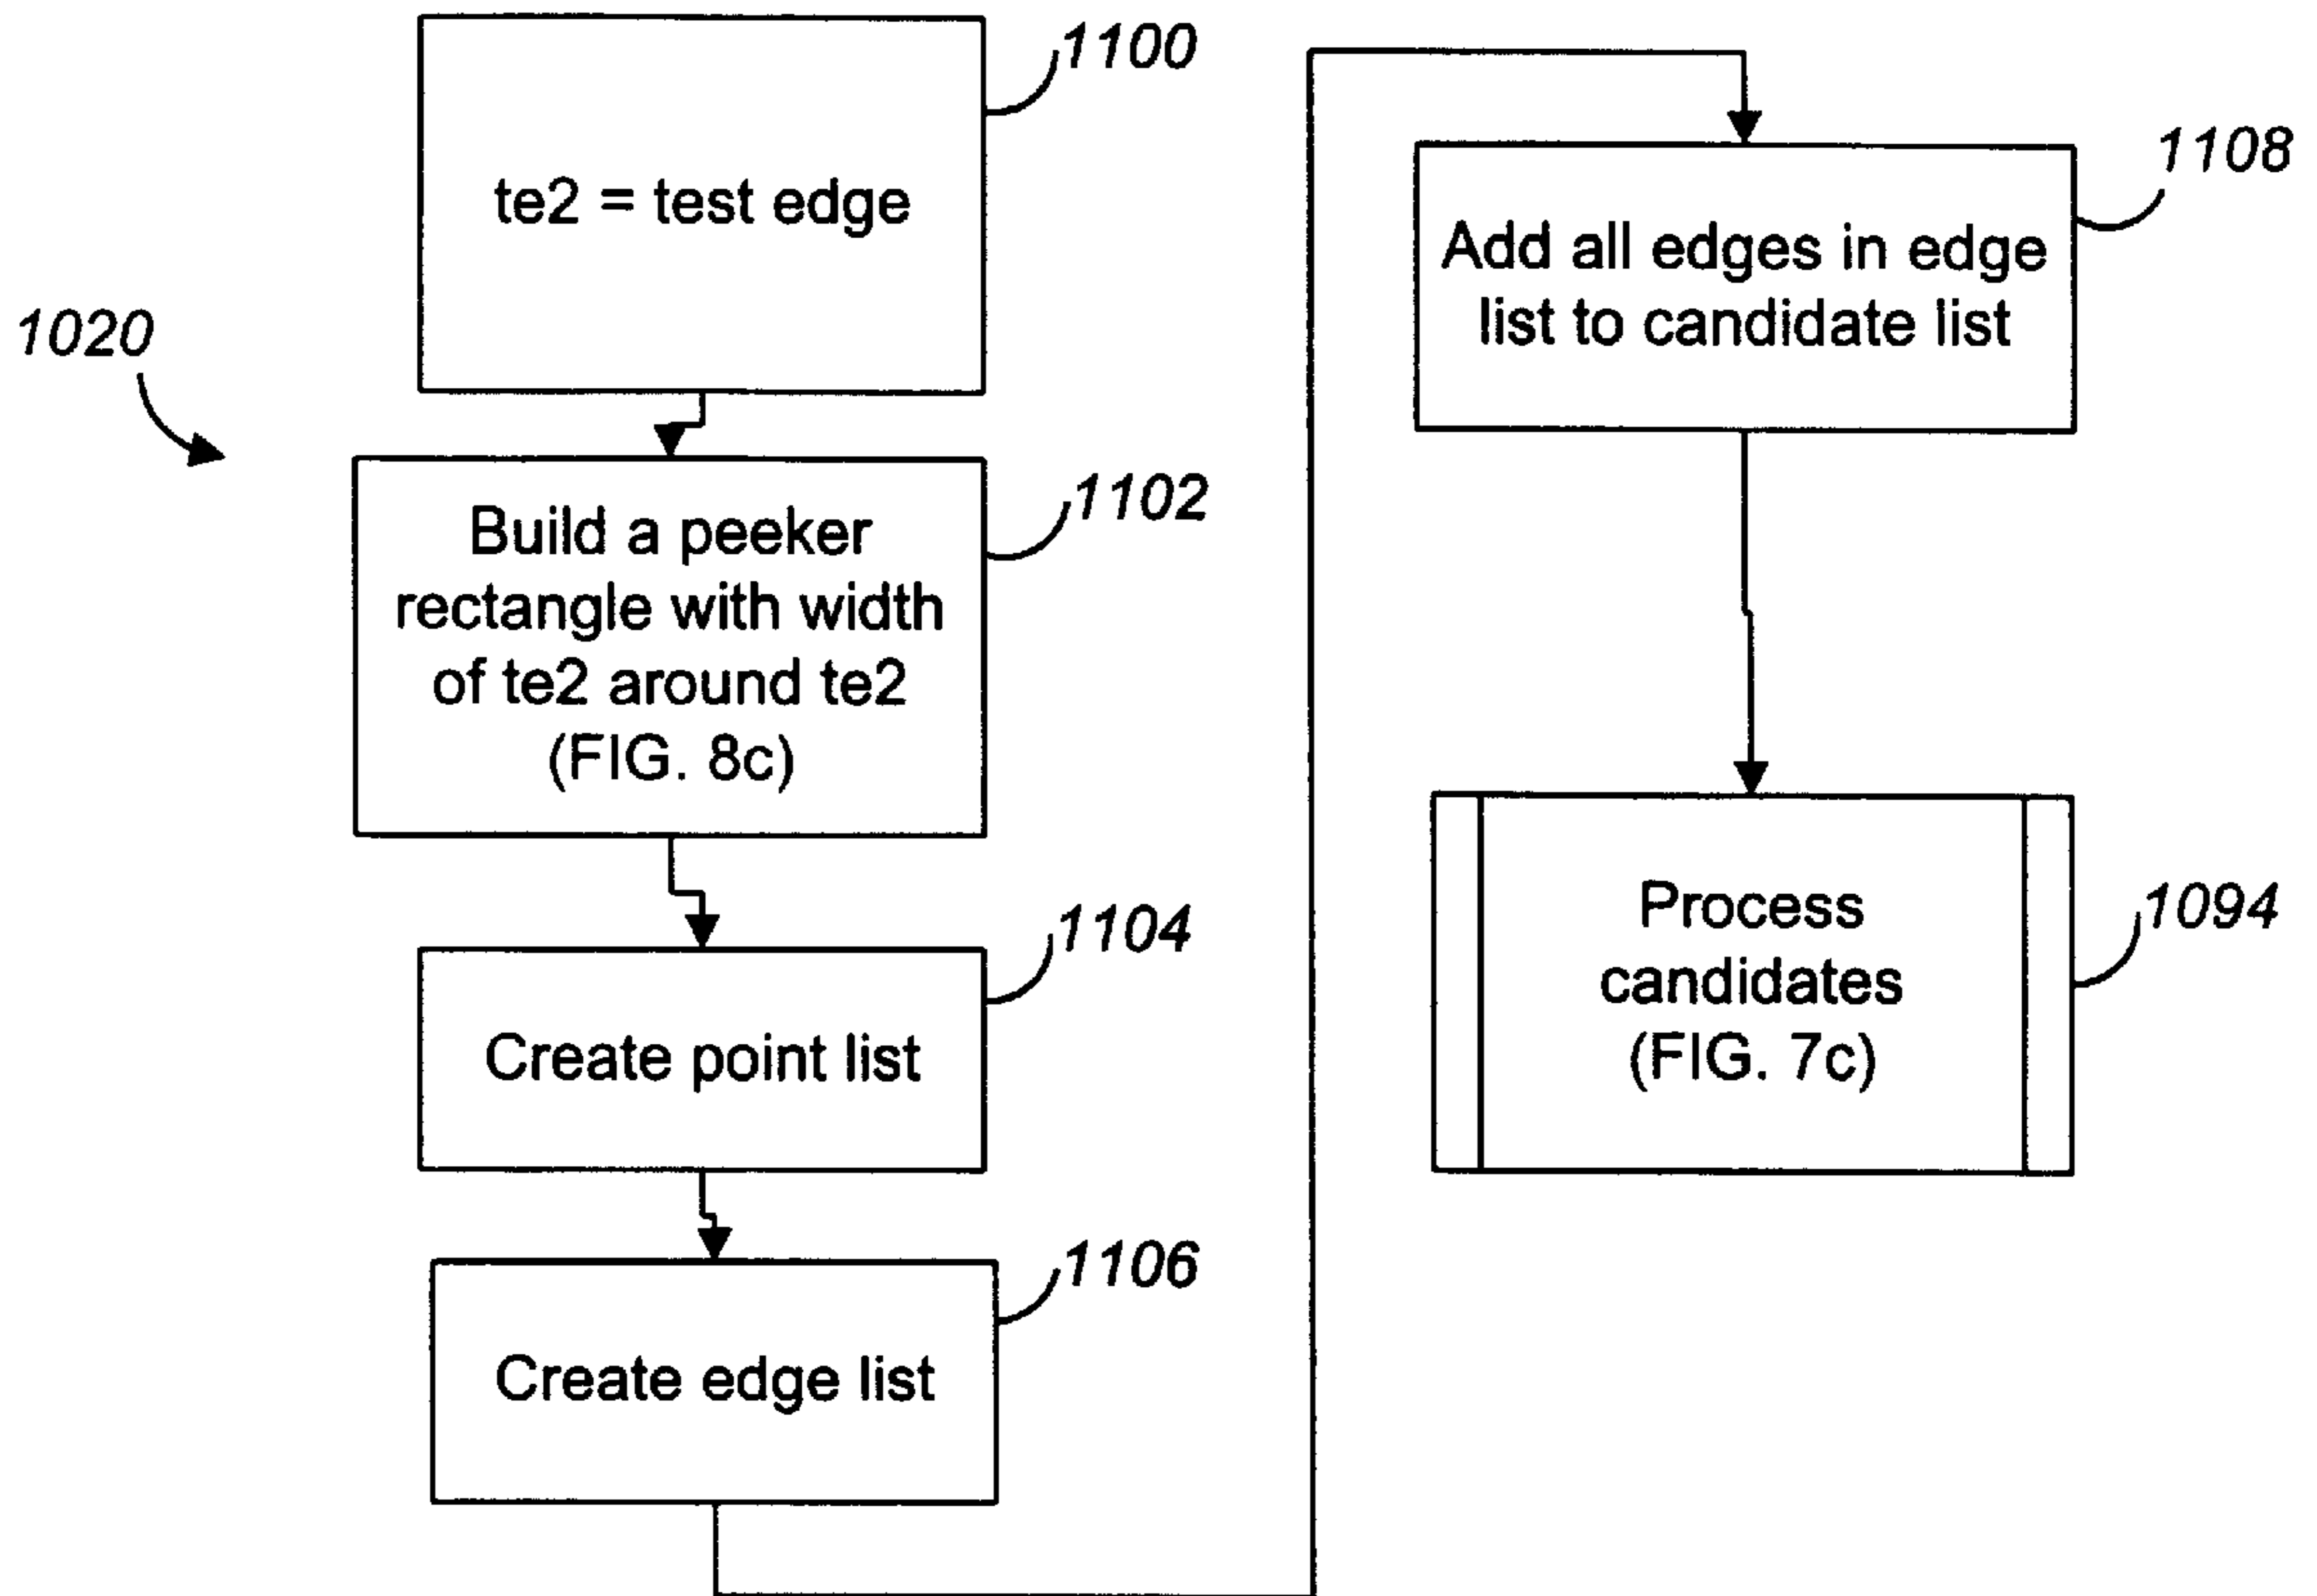 1100
te2 = test edge
1020
1102
Build a peeker
rectangle with width
of te2 around te2
(FIG. 8c)
1104
Create point list
1106
Create edge list
1108
Add all edges in edge
list to candidate list
1094
Process
candidates
(FIG. 7c)